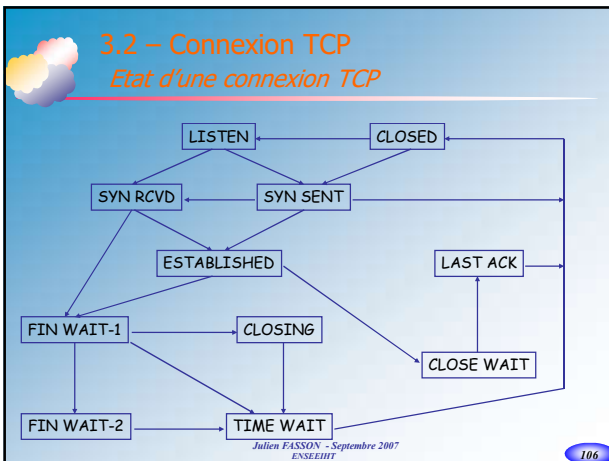 3.2 – Connexion TCP
Etat d'une connexion TCP
LISTEN
CLOSED
SYN RCVD
SYN SENT
ESTABLISHED
LAST ACK
FIN WAIT-1
CLOSING
CLOSE WAIT
FIN WAIT-2
TIME WAIT
Julien FASSON - Septembre 2007
ENSEEIHT
106